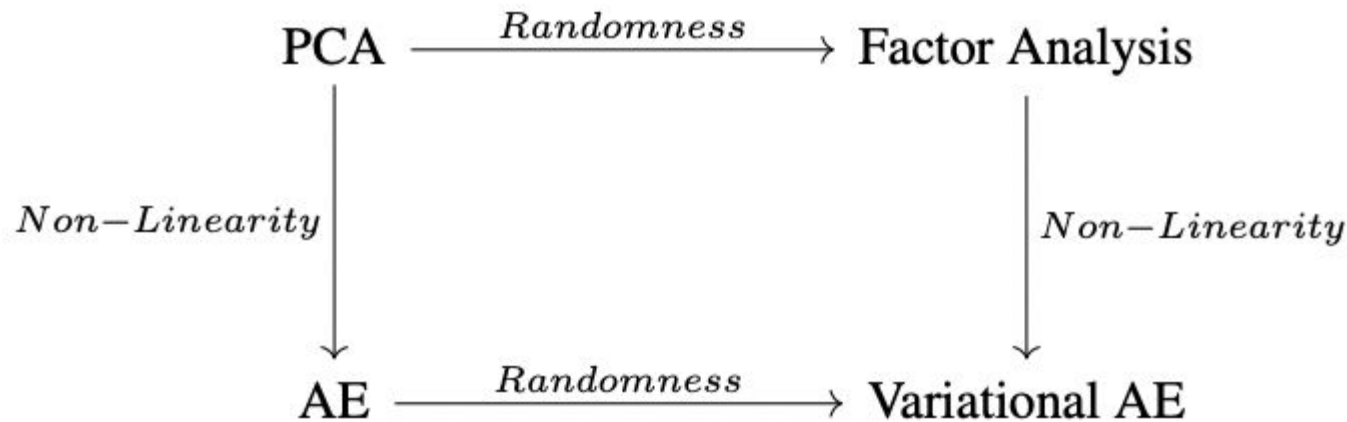 Randomness
PCA Factor Analysis
Non–Linearity Non–Linearity
Randomness
AE Variational AE